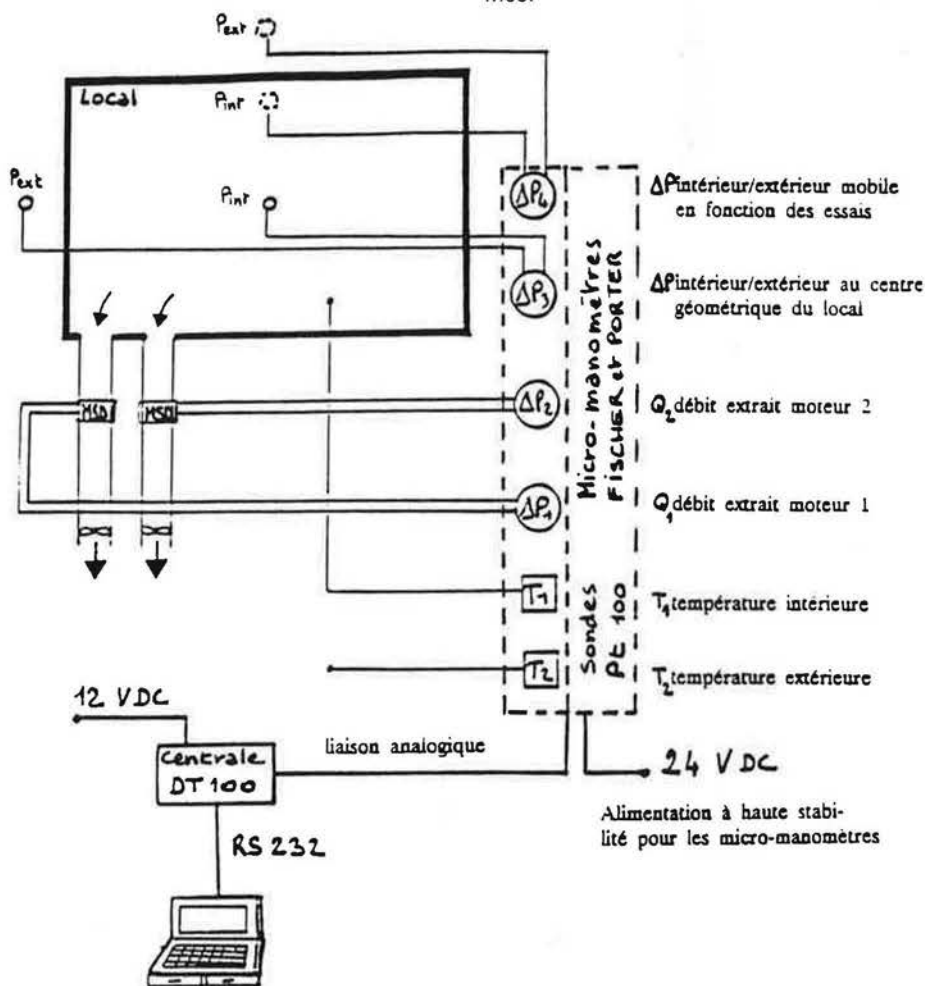 Pext
Local
Pint
Pext
Pint
ΔP4
ΔPintérieur/extérieur mobile
en fonction des essais
ΔP3
ΔPintérieur/extérieur au centre
géométrique du local
Micro-manomètres
FISCHER et PORTER
MSD
MSD
ΔP2
Q2 débit extrait moteur 2
ΔP1
Q1 débit extrait moteur 1
Sondes
Pt 100
T1
T1 température intérieure
T2
T2 température extérieure
12 VDC
liaison analogique
Centrale
DT 100
24 V DC
Alimentation à haute stabi-
lité pour les micro-manomètres
RS 232